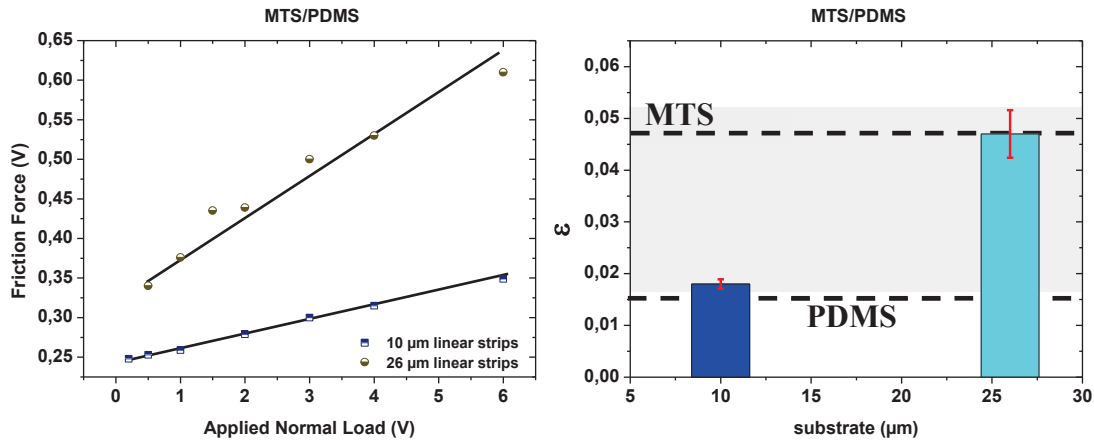 MTS/PDMS
0,65
0,60
0,55
0,50
0,45
0,40
0,35
0,30
0,25
Friction Force (V)
0 1 2 3 4 5 6
Applied Normal Load (V)
10 µm linear strips
26 µm linear strips
MTS/PDMS
0,06
0,05
0,04
0,03
0,02
0,01
0,00
ε
MTS
PDMS
5 10 15 20 25 30
substrate (µm)